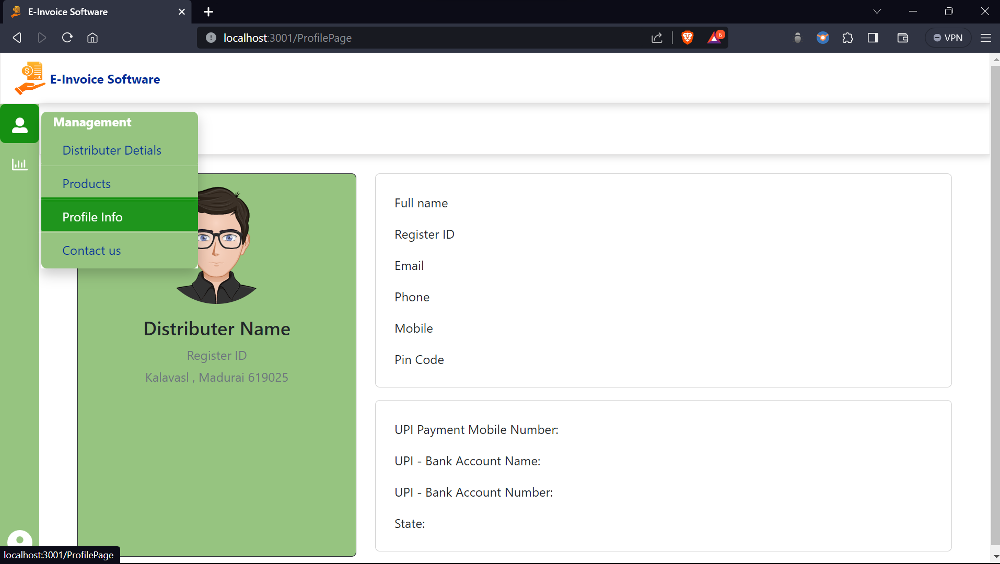 E-Invoice Software
localhost:3001/ProfilePage
6
VPN
E-Invoice Software
Management
Distributer Detials
Products
Profile Info
Contact us
Distributer Name
Register ID
Kalavasl , Madurai 619025
Full name
Register ID
Email
Phone
Mobile
Pin Code
UPI Payment Mobile Number:
UPI - Bank Account Name:
UPI - Bank Account Number:
State:
localhost:3001/ProfilePage